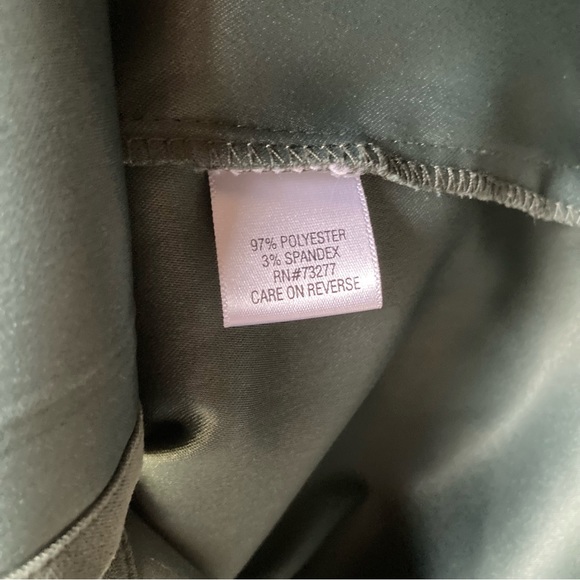 97% POLYESTER
3% SPANDEX
RN#73277
CARE ON REVERSE